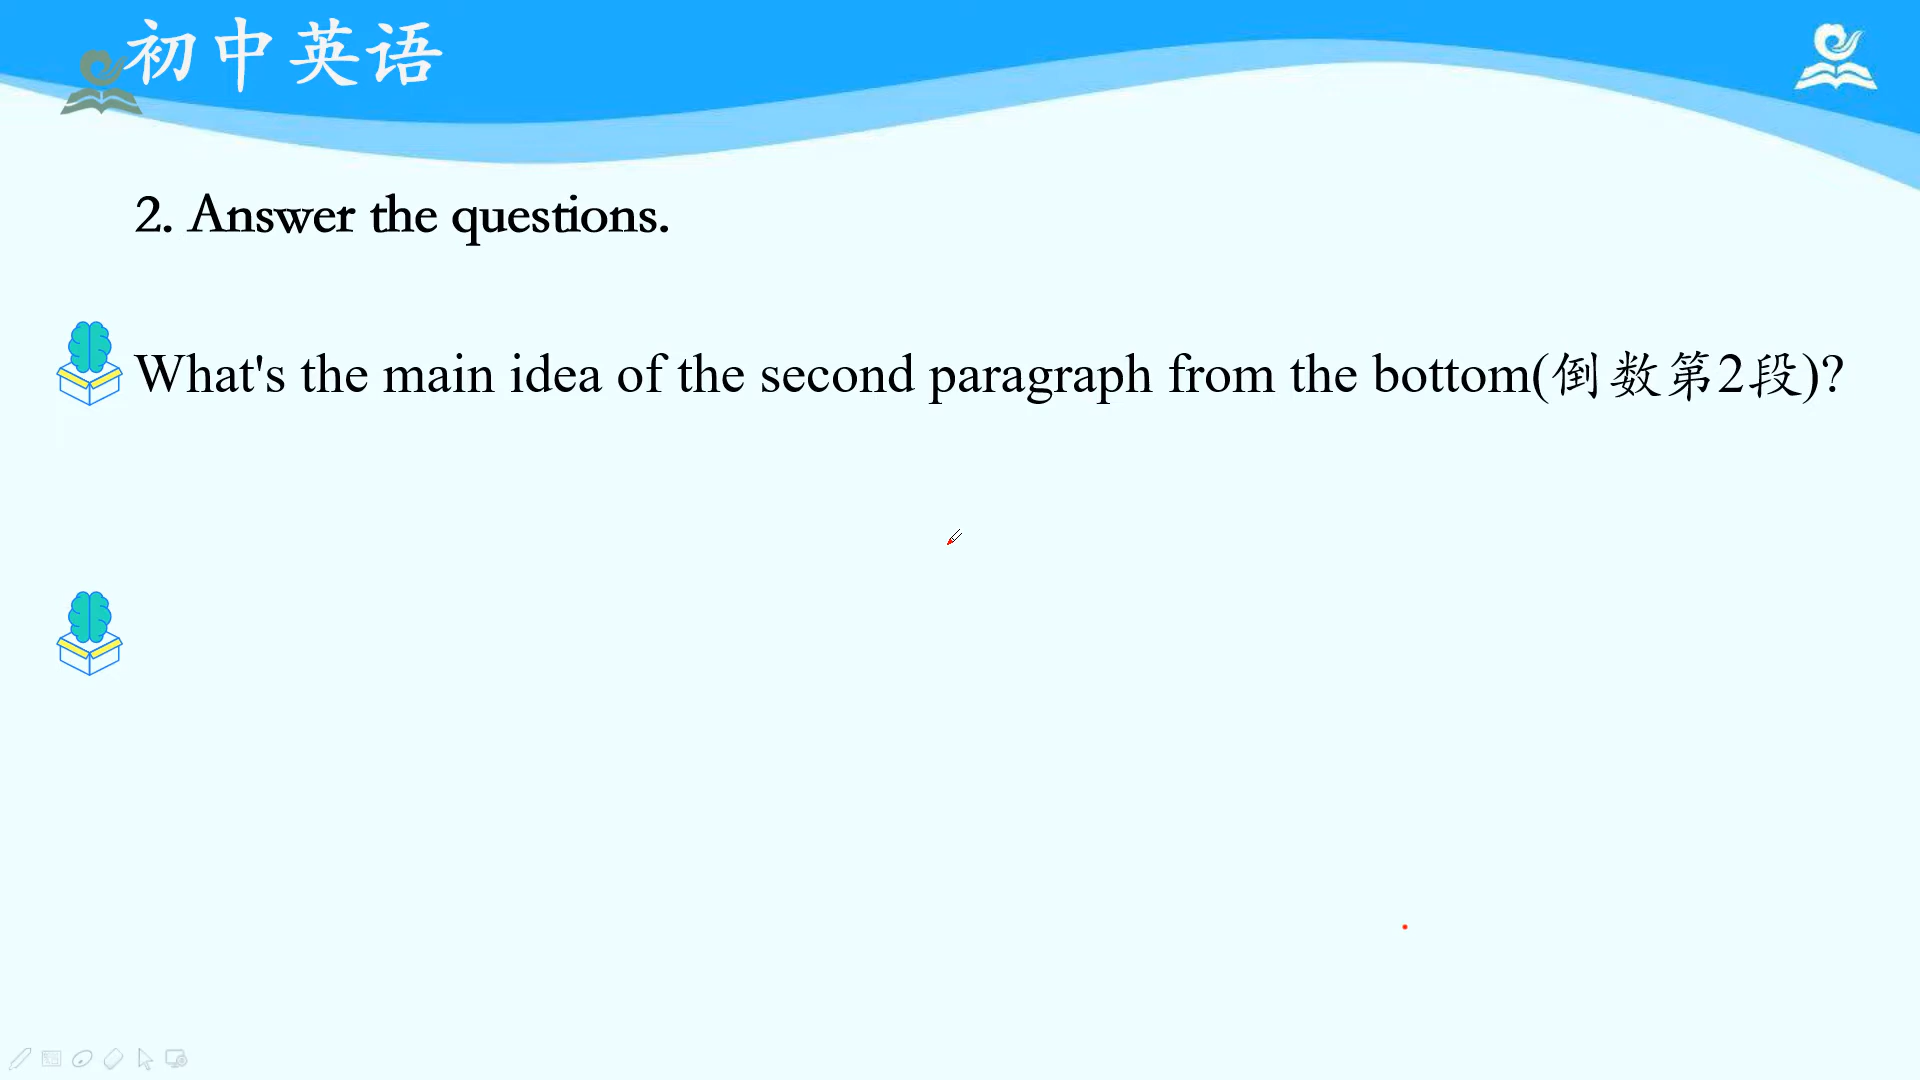 初中英语
2. Answer the questions.
What's the main idea of the second paragraph from the bottom(倒数第2段)?